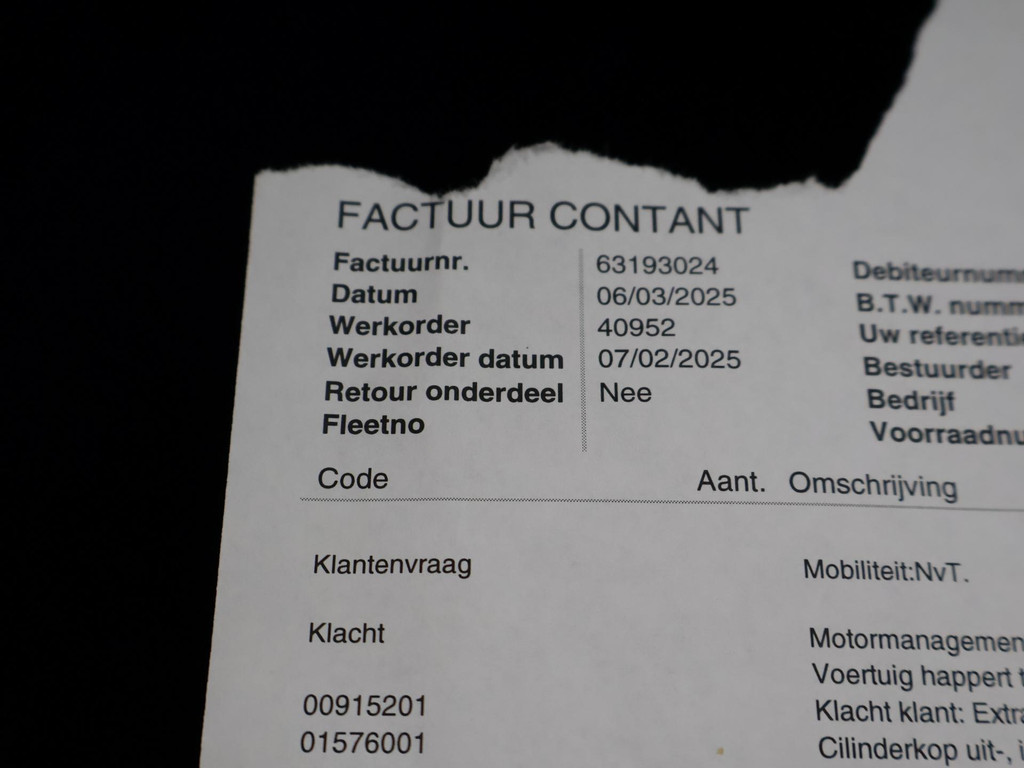 FACTUUR CONTANT
Factuurnr. 63193024 Debiteurnumm
Datum 06/03/2025 B.T.W. numm
Werkorder 40952 Uw referenti
Werkorder datum 07/02/2025 Bestuurder
Retour onderdeel Nee Bedrijf
Fleetno Voorraadnu
Code Aant. Omschrijving
Klantenvraag Mobiliteit:NvT.
Klacht Motormanagemen
Voertuig happert t
00915201 Klacht klant: Extra
01576001 Cilinderkop uit-, i